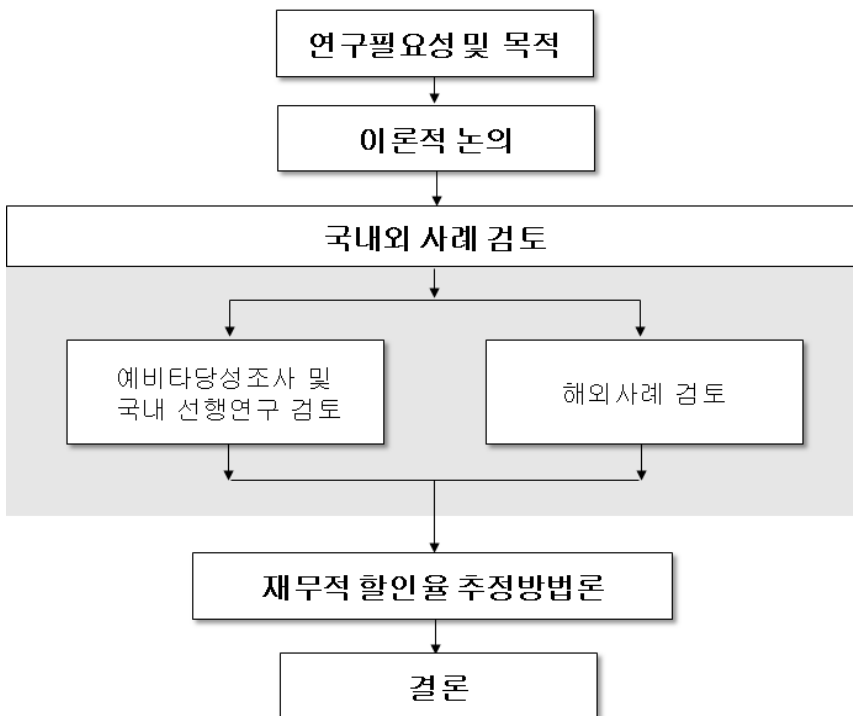 연구필요성 및 목적
이론적 논의
국내외 사례 검토
예비타당성조사 및
국내 선행연구 검토
해외사례 검토
재무적 할인율 추정방법론
결론